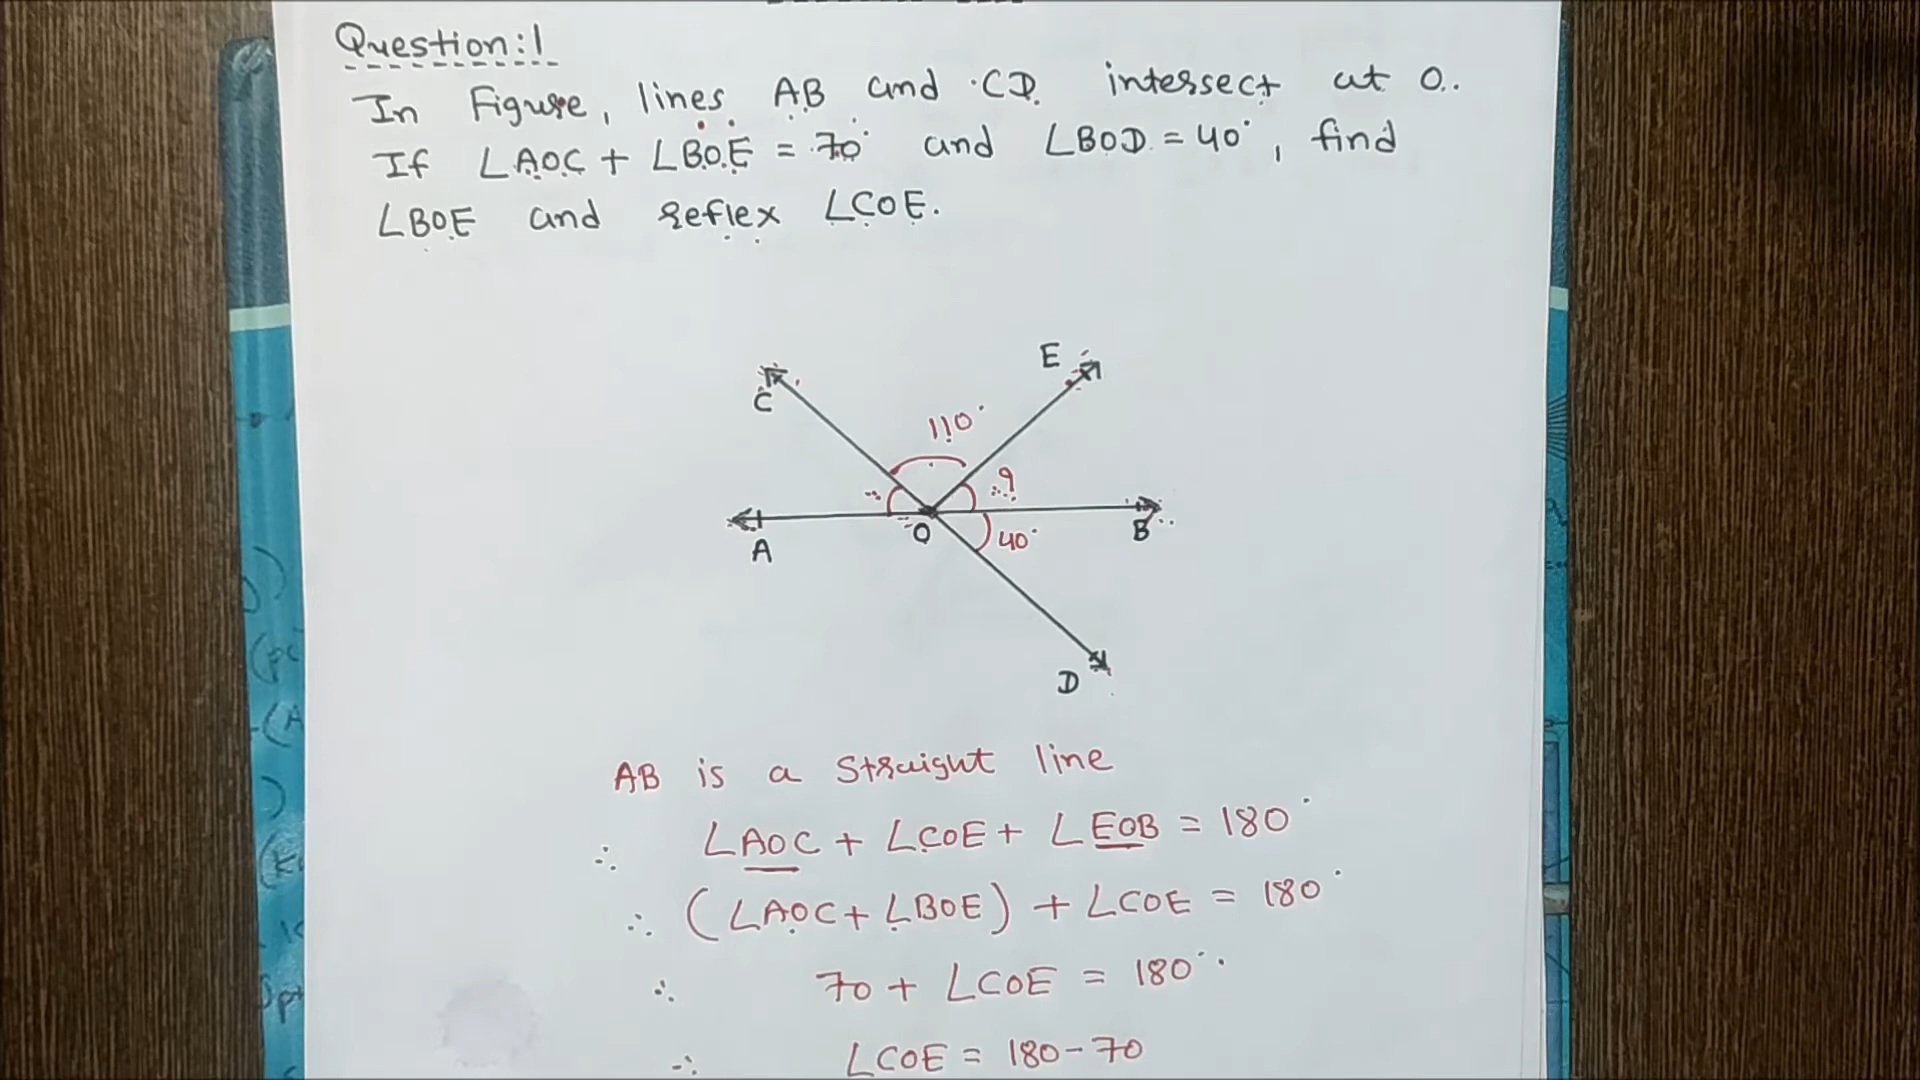 Question:1
In Figure, lines AB and CD intersect at O.
If ∠AOC + ∠BOE = 70° and ∠BOD = 40°, find
∠BOE and reflex ∠COE.
E
C
110°
?
A
O
40°
B
D
AB is a Straight line
∴ ∠AOC + ∠COE + ∠EOB = 180°
∴ (∠AOC + ∠BOE) + ∠COE = 180°
∴ 70 + ∠COE = 180°
∴ ∠COE = 180 - 70